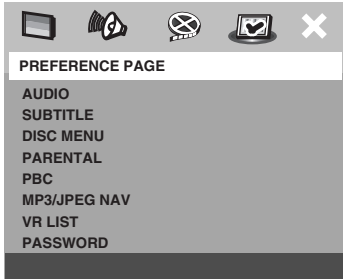 PREFERENCE PAGE
AUDIO
SUBTITLE
DISC MENU
PARENTAL
PBC
MP3/JPEG NAV
VR LIST
PASSWORD